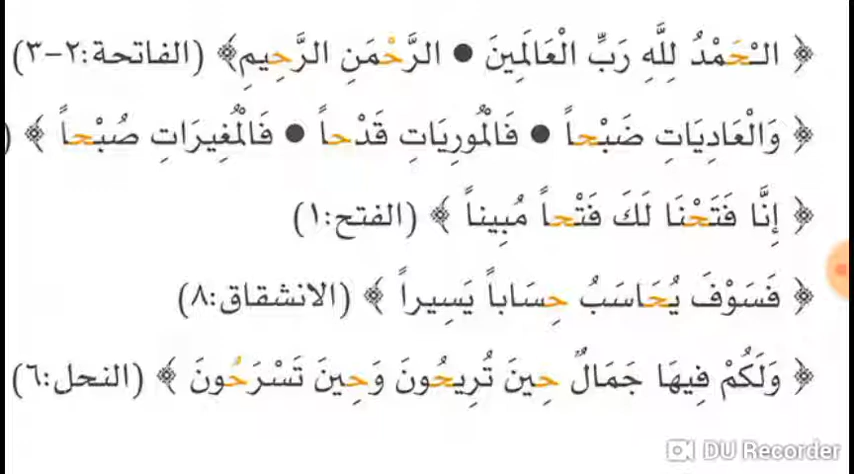 ﴿ الْحَمْدُ لِلَّهِ رَبِّ الْعَالَمِينَ ● الرَّحْمَنِ الرَّحِيمِ﴾ (الفاتحة:٢-٣)
﴿ وَالْعَادِيَاتِ ضَبْحاً ● فَالْمُورِيَاتِ قَدْحاً ● فَالْمُغِيرَاتِ صُبْحاً ﴾ (
﴿ إِنَّا فَتَحْنَا لَكَ فَتْحاً مُبِيناً ﴾ (الفتح:١)
﴿ فَسَوْفَ يُحَاسَبُ حِسَاباً يَسِيراً ﴾ (الانشقاق:٨)
﴿ وَلَكُمْ فِيهَا جَمَالٌ حِينَ تُرِيحُونَ وَحِينَ تَسْرَحُونَ ﴾ (النحل:٦)
DU Recorder